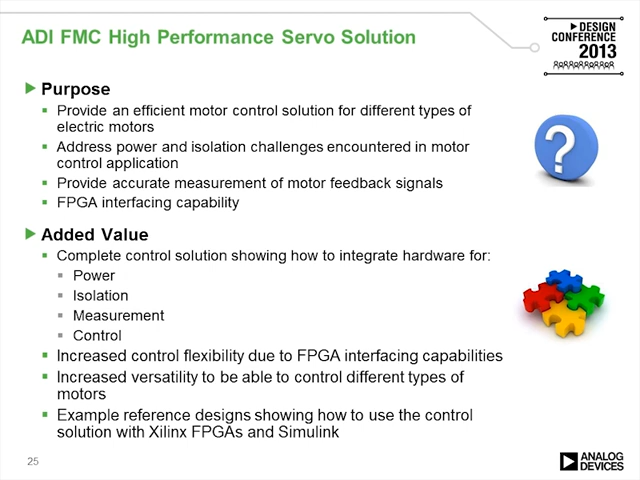 ADI FMC High Performance Servo Solution
DESIGN
CONFERENCE
2013
Purpose
Provide an efficient motor control solution for different types of
electric motors
Address power and isolation challenges encountered in motor
control application
Provide accurate measurement of motor feedback signals
FPGA interfacing capability
?
Added Value
Complete control solution showing how to integrate hardware for:
Power
Isolation
Measurement
Control
Increased control flexibility due to FPGA interfacing capabilities
Increased versatility to be able to control different types of
motors
Example reference designs showing how to use the control
solution with Xilinx FPGAs and Simulink
25
ANALOG
DEVICES